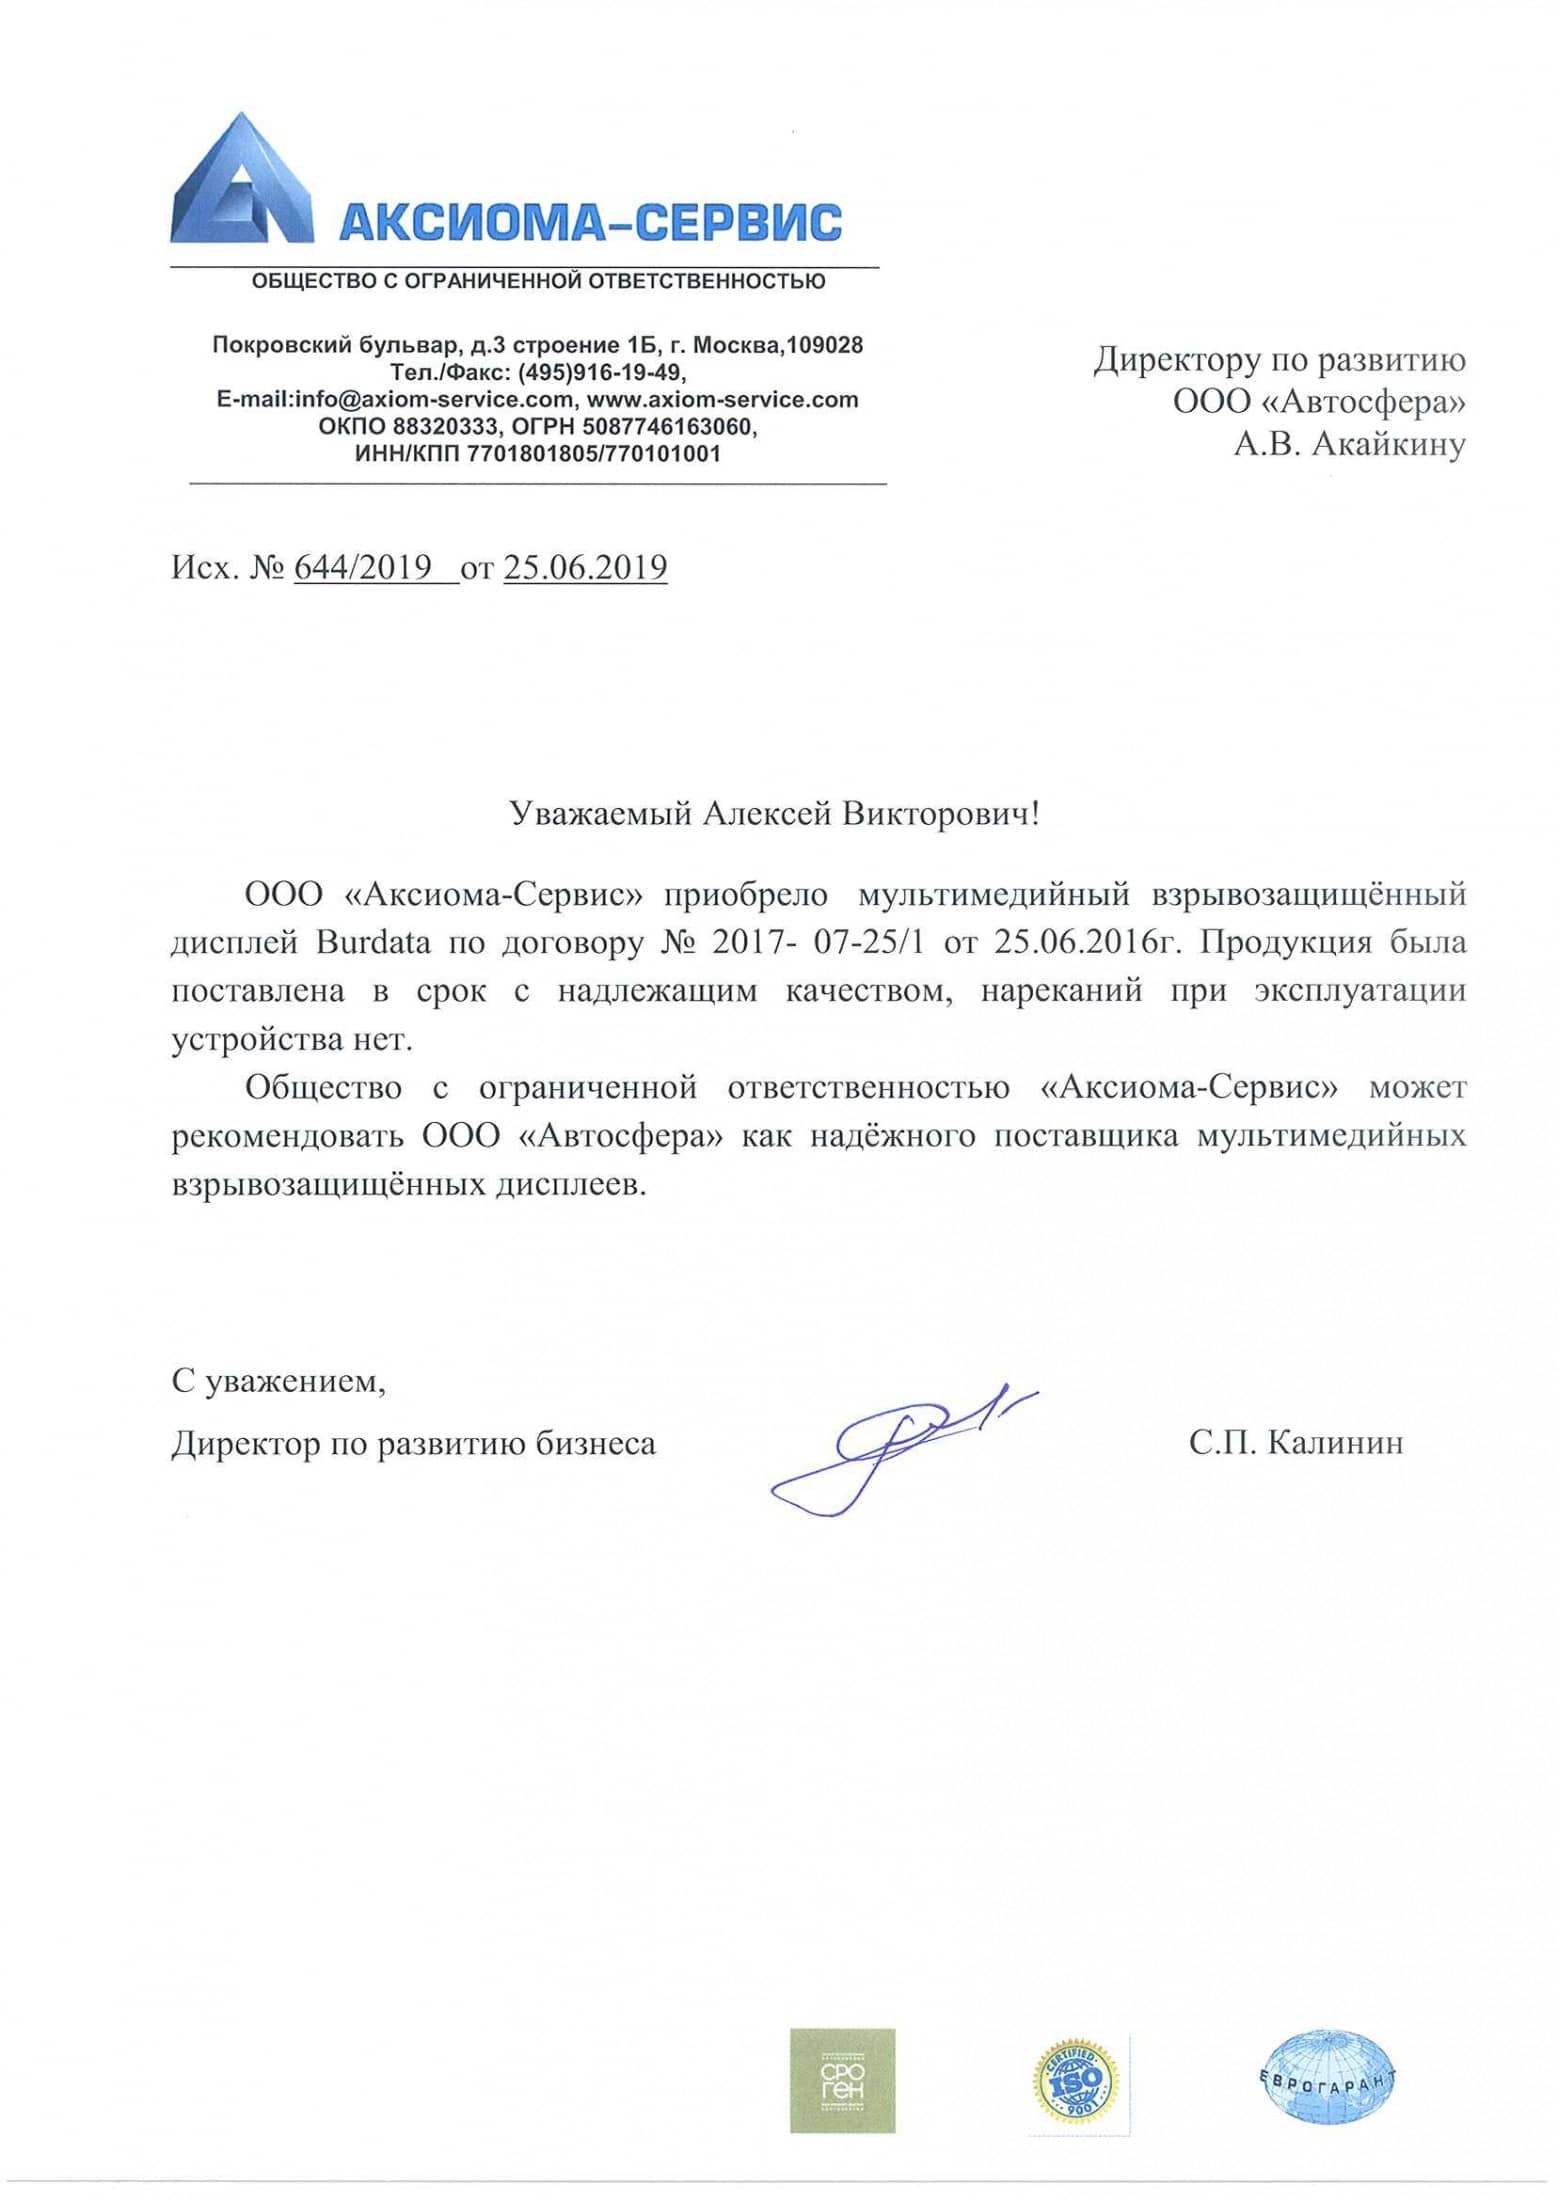 АКСИОМА-СЕРВИС
ОБЩЕСТВО С ОГРАНИЧЕННОЙ ОТВЕТСТВЕННОСТЬЮ
Покровский бульвар, д.3 строение 1Б, г. Москва,109028
Тел./Факс: (495)916-19-49,
E-mail:info@axiom-service.com, www.axiom-service.com
ОКПО 88320333, ОГРН 5087746163060,
ИНН/КПП 7701801805/770101001
Директору по развитию
ООО «Автосфера»
А.В. Акайкину
Исх. № 644/2019 от 25.06.2019
Уважаемый Алексей Викторович!
ООО «Аксиома-Сервис» приобрело мультимедийный взрывозащищённый
дисплей Burdata по договору № 2017- 07-25/1 от 25.06.2016г. Продукция была
поставлена в срок с надлежащим качеством, нареканий при эксплуатации
устройства нет.
Общество с ограниченной ответственностью «Аксиома-Сервис» может
рекомендовать ООО «Автосфера» как надёжного поставщика мультимедийных
взрывозащищённых дисплеев.
С уважением,
Директор по развитию бизнеса
С.П. Калинин
СРО
ГЕН
CERTIFIED
ISO
9001
ЕВРОГАРАНТ